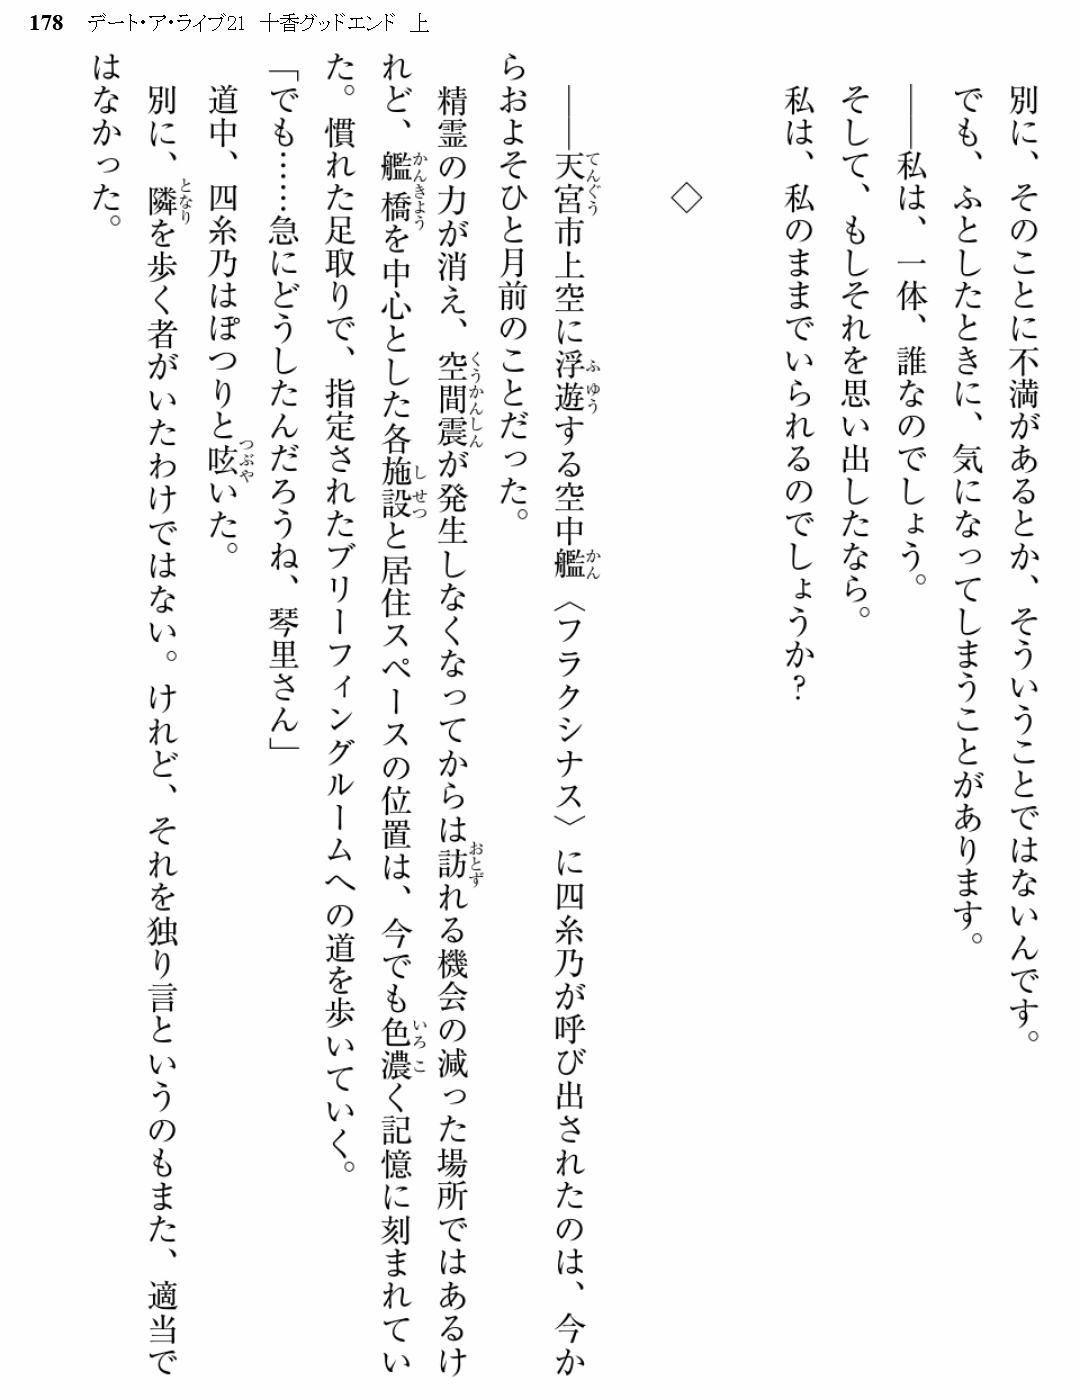 178 デート・ア・ライブ21 十香グッドエンド 上
別に、そのことに不満があるとか、そういうことではないんです。
でも、ふとしたときに、気になってしまうことがあります。
――私は、一体、誰なのでしょう。
そして、もしそれを思い出したなら。
私は、私のままでいられるのでしょうか?
◇
――天宮市上空に浮遊する空中艦〈フラクシナス〉に四糸乃が呼び出されたのは、今か
らおよそひと月前のことだった。
精霊の力が消え、空間震が発生しなくなってからは訪れる機会の減った場所ではあるけ
れど、艦橋を中心とした各施設と居住スペースの位置は、今でも色濃く記憶に刻まれてい
た。慣れた足取りで、指定されたブリーフィングルームへの道を歩いていく。
「でも……急にどうしたんだろうね、琴里さん」
道中、四糸乃はぽつりと呟いた。
別に、隣を歩く者がいたわけではない。けれど、それを独り言というのもまた、適当で
はなかった。